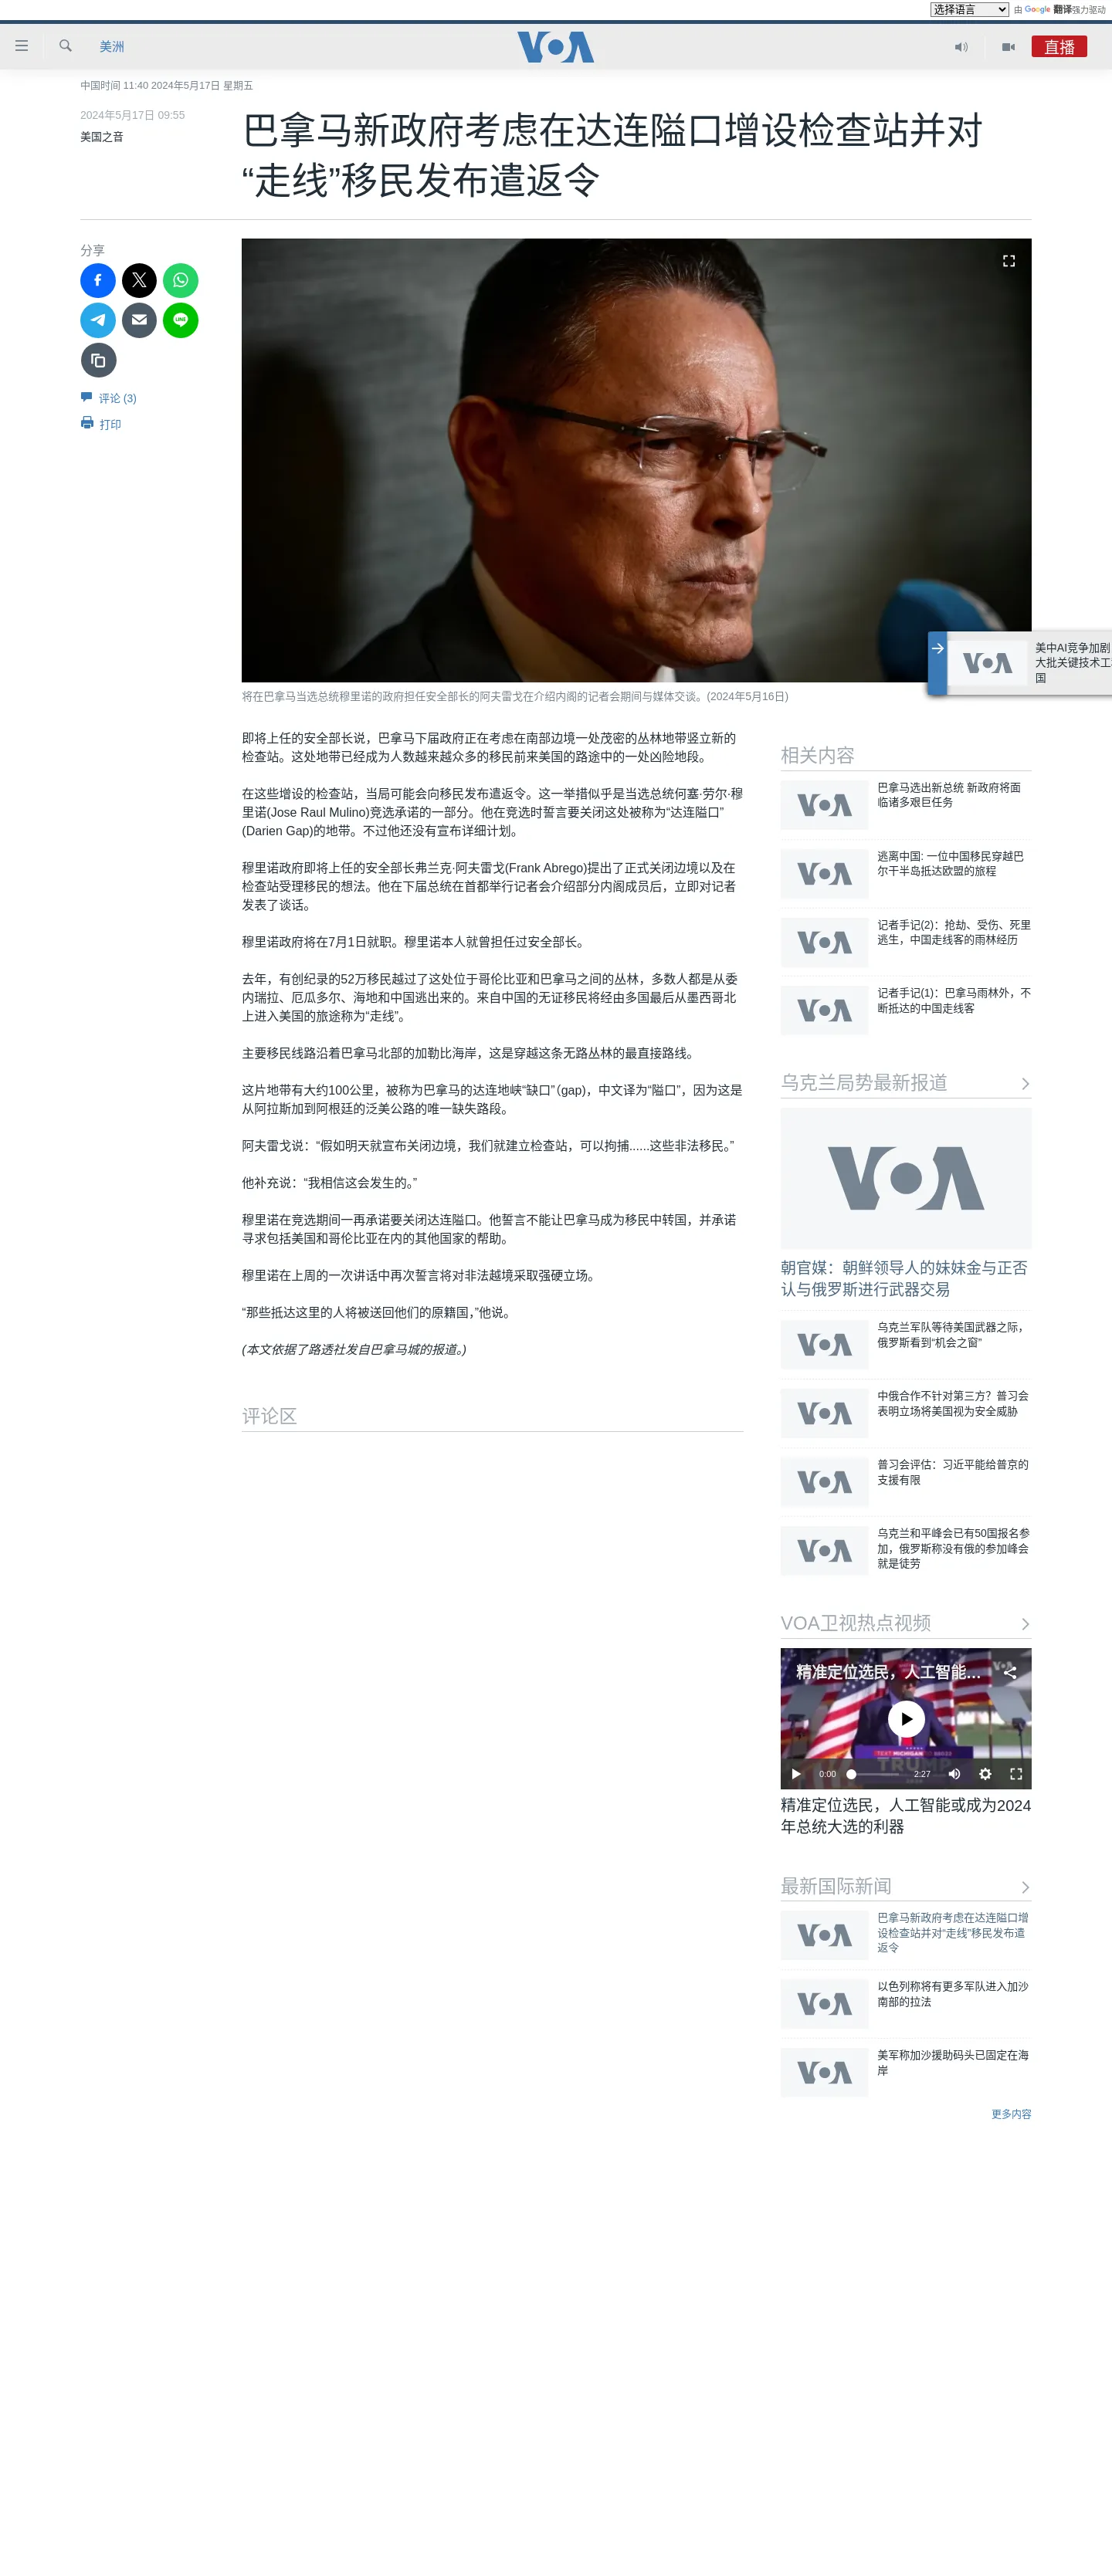 选择语言
由 Google 翻译强力驱动
美洲
VOA
直播
中国时间 11:40 2024年5月17日 星期五
2024年5月17日 09:55
美国之音
巴拿马新政府考虑在达连隘口增设检查站并对
“走线”移民发布遣返令
分享
LINE
评论 (3)
打印
将在巴拿马当选总统穆里诺的政府担任安全部长的阿夫雷戈在介绍内阁的记者会期间与媒体交谈。(2024年5月16日)
VOA
美中AI竞争加剧
大批关键技术工
国
即将上任的安全部长说，巴拿马下届政府正在考虑在南部边境一处茂密的丛林地带竖立新的
检查站。这处地带已经成为人数越来越众多的移民前来美国的路途中的一处凶险地段。
在这些增设的检查站，当局可能会向移民发布遣返令。这一举措似乎是当选总统何塞·劳尔·穆
里诺(Jose Raul Mulino)竞选承诺的一部分。他在竞选时誓言要关闭这处被称为“达连隘口”
(Darien Gap)的地带。不过他还没有宣布详细计划。
穆里诺政府即将上任的安全部长弗兰克·阿夫雷戈(Frank Abrego)提出了正式关闭边境以及在
检查站受理移民的想法。他在下届总统在首都举行记者会介绍部分内阁成员后，立即对记者
发表了谈话。
穆里诺政府将在7月1日就职。穆里诺本人就曾担任过安全部长。
去年，有创纪录的52万移民越过了这处位于哥伦比亚和巴拿马之间的丛林，多数人都是从委
内瑞拉、厄瓜多尔、海地和中国逃出来的。来自中国的无证移民将经由多国最后从墨西哥北
上进入美国的旅途称为“走线”。
主要移民线路沿着巴拿马北部的加勒比海岸，这是穿越这条无路丛林的最直接路线。
这片地带有大约100公里，被称为巴拿马的达连地峡“缺口”（gap)，中文译为“隘口”，因为这是
从阿拉斯加到阿根廷的泛美公路的唯一缺失路段。
阿夫雷戈说：“假如明天就宣布关闭边境，我们就建立检查站，可以拘捕......这些非法移民。”
他补充说：“我相信这会发生的。”
穆里诺在竞选期间一再承诺要关闭达连隘口。他誓言不能让巴拿马成为移民中转国，并承诺
寻求包括美国和哥伦比亚在内的其他国家的帮助。
穆里诺在上周的一次讲话中再次誓言将对非法越境采取强硬立场。
“那些抵达这里的人将被送回他们的原籍国，”他说。
(本文依据了路透社发自巴拿马城的报道。)
评论区
相关内容
VOA
巴拿马选出新总统 新政府将面
临诸多艰巨任务
VOA
逃离中国: 一位中国移民穿越巴
尔干半岛抵达欧盟的旅程
VOA
记者手记(2)：抢劫、受伤、死里
逃生，中国走线客的雨林经历
VOA
记者手记(1)：巴拿马雨林外，不
断抵达的中国走线客
乌克兰局势最新报道
VOA
朝官媒：朝鲜领导人的妹妹金与正否
认与俄罗斯进行武器交易
VOA
乌克兰军队等待美国武器之际，
俄罗斯看到“机会之窗”
VOA
中俄合作不针对第三方？普习会
表明立场将美国视为安全威胁
VOA
普习会评估：习近平能给普京的
支援有限
VOA
乌克兰和平峰会已有50国报名参
加，俄罗斯称没有俄的参加峰会
就是徒劳
VOA卫视热点视频
精准定位选民，人工智能...
VOA
TEXT MICHIGAN TO 88022
TRUMP
0:00
2:27
精准定位选民，人工智能或成为2024
年总统大选的利器
最新国际新闻
VOA
巴拿马新政府考虑在达连隘口增
设检查站并对“走线”移民发布遣
返令
VOA
以色列称将有更多军队进入加沙
南部的拉法
VOA
美军称加沙援助码头已固定在海
岸
更多内容